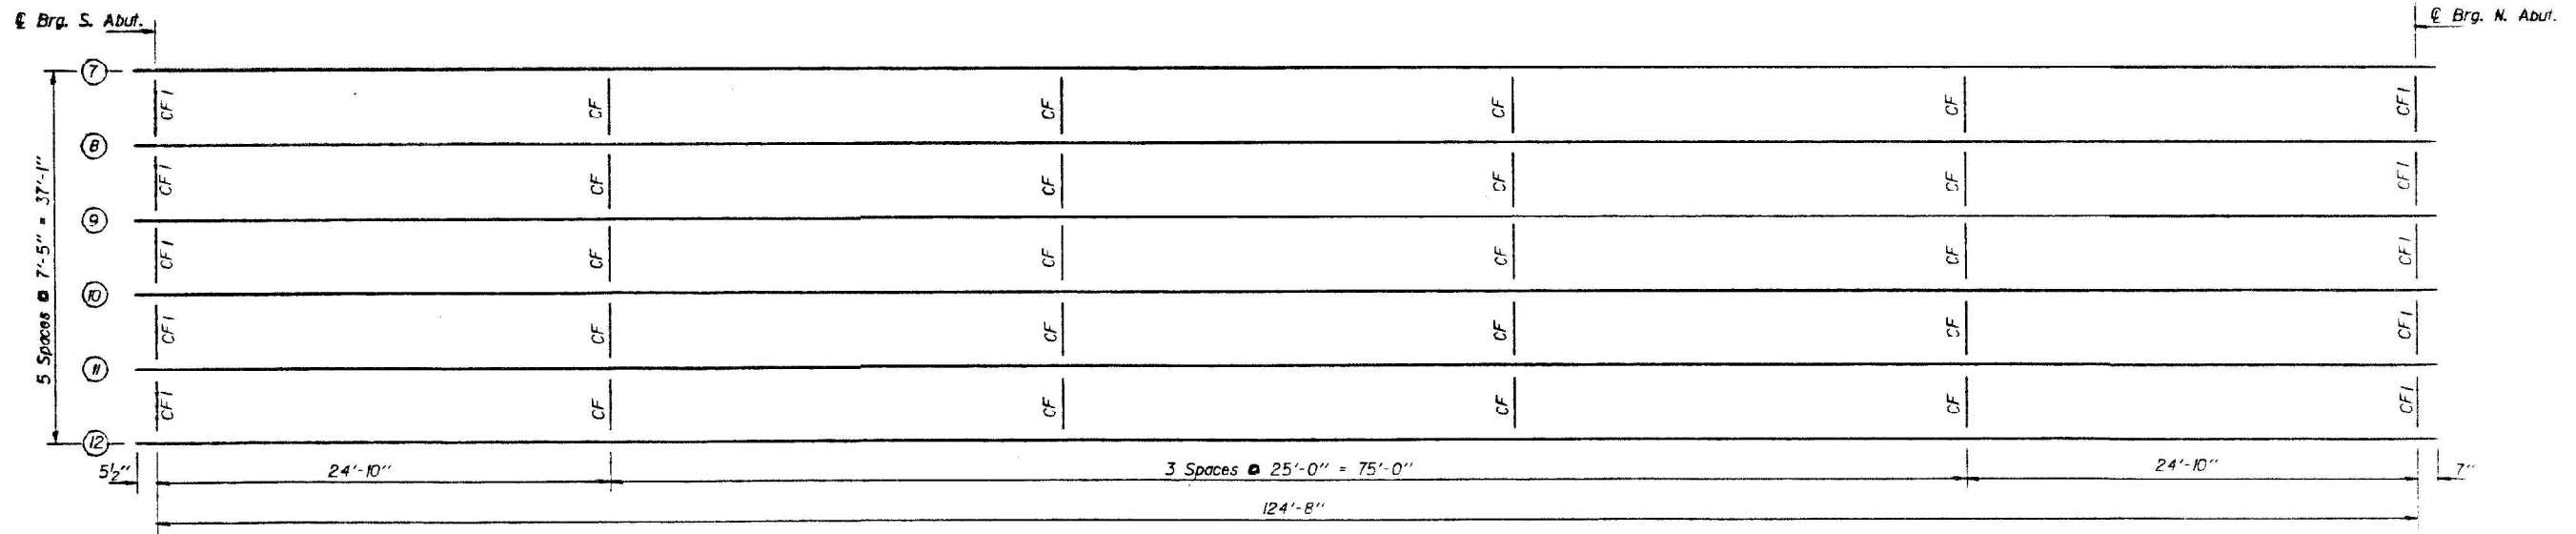 ℄ Brg. S. Abut.
℄ Brg. N. Abut.
7
CF1 CF CF CF CF CF1
8
CF1 CF CF CF CF CF1
9
CF1 CF CF CF CF CF1
10
CF1 CF CF CF CF CF1
11
CF1 CF CF CF CF CF1
12
5 Spaces @ 7'-5" = 37'-1"
5½" 24'-10" 3 Spaces @ 25'-0" = 75'-0" 24'-10" 7"
124'-8"